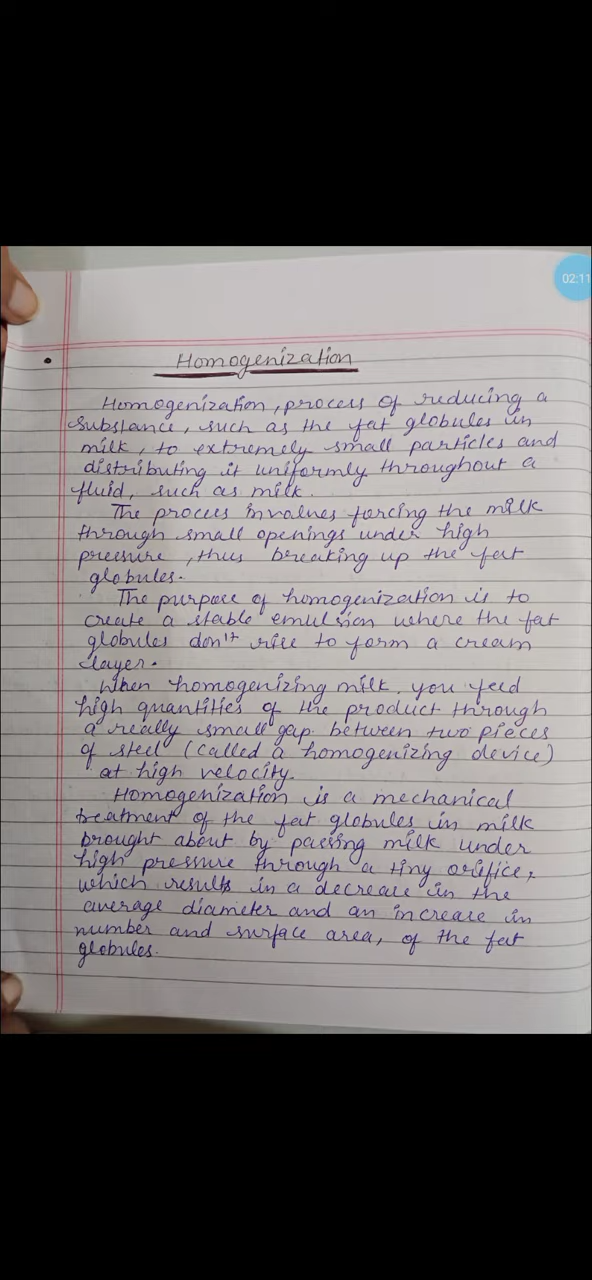 02:11
Homogenization
Homogenization, process of reducing a
substance, such as the fat globules in
milk, to extremely small particles and
distributing it uniformly throughout a
fluid, such as milk.
The process involves forcing the milk
through small openings under high
pressure, thus breaking up the fat
globules.
The purpose of homogenization is to
create a stable emulsion where the fat
globules don't rise to form a cream
layer.
When homogenizing milk, you feed
high quantities of the product through
a really small gap between two pieces
of steel (called a homogenizing device)
at high velocity.
Homogenization is a mechanical
treatment of the fat globules in milk
brought about by passing milk under
high pressure through a tiny orifice,
which results in a decrease in the
average diameter and an increase in
number and surface area, of the fat
globules.